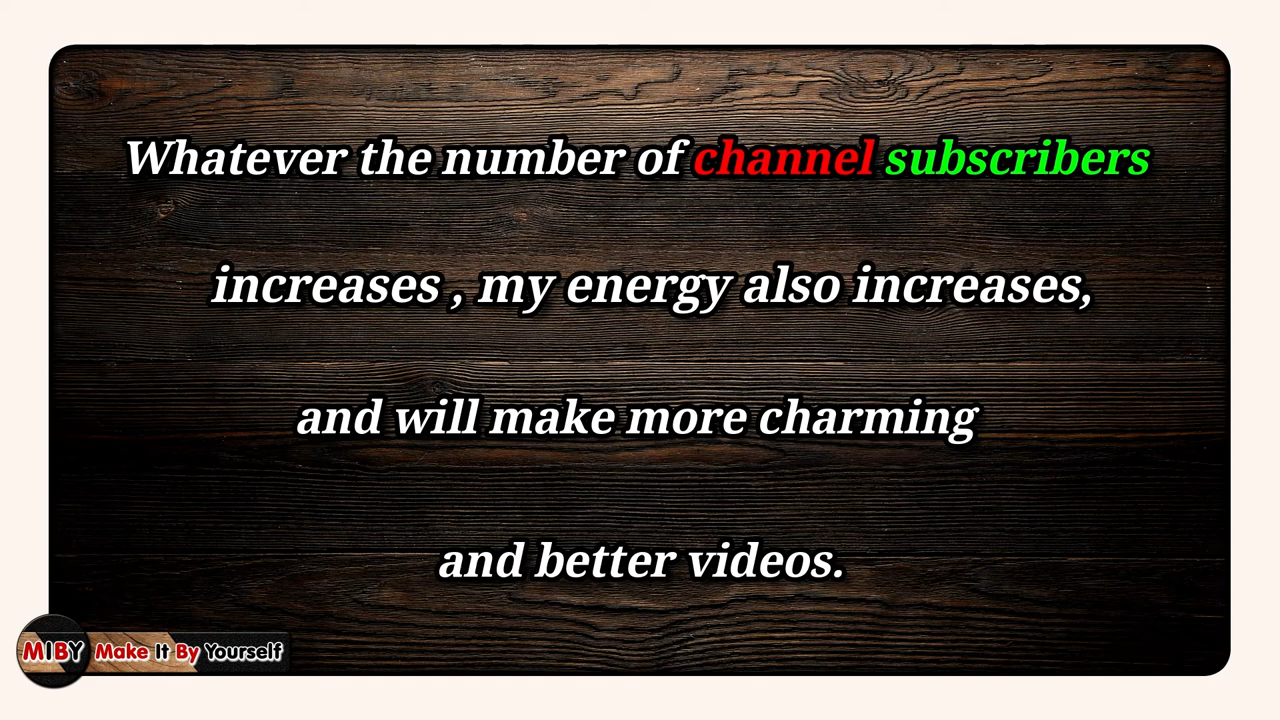 Whatever the number of channel subscribers
increases , my energy also increases,
and will make more charming
and better videos.
MIBY Make It By Yourself